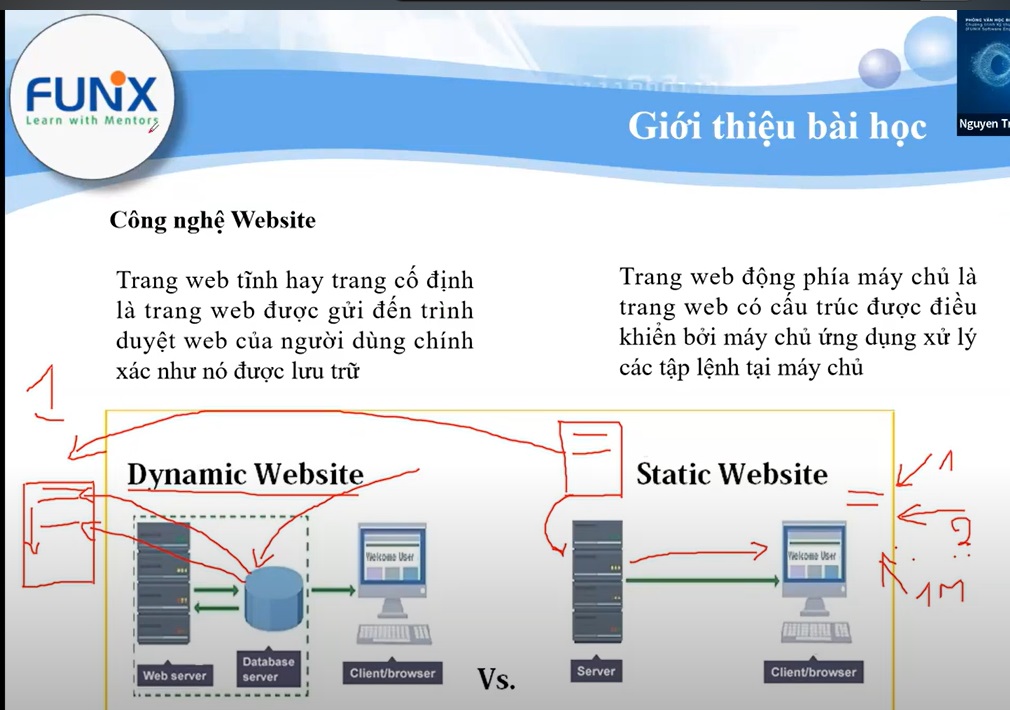 FUNiX
Learn with Mentors
Giới thiệu bài học
Nguyen
Công nghệ Website
Trang web tĩnh hay trang cố định
là trang web được gửi đến trình
duyệt web của người dùng chính
xác như nó được lưu trữ
Trang web động phía máy chủ là
trang web có cấu trúc được điều
khiển bởi máy chủ ứng dụng xử lý
các tập lệnh tại máy chủ
1
Dynamic Website
Welcome User
Web server
Database
server
Client/browser
Vs.
Static Website
Welcome User
Server
Client/browser
1
2
1M